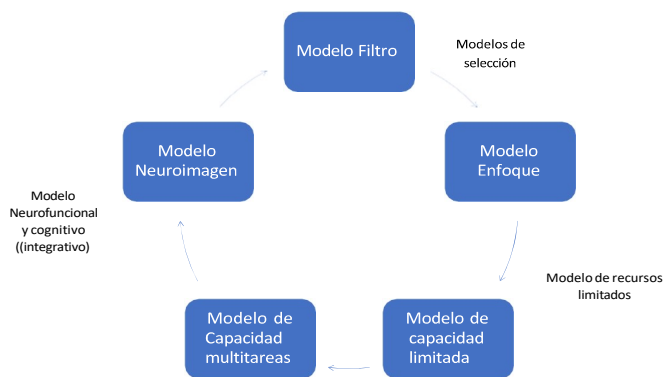 Modelo Filtro
Modelos de
selección
Modelo
Enfoque
Modelo de recursos
limitados
Modelo de
capacidad
limitada
Modelo de
Capacidad
multitareas
Modelo
Neurofuncional
y cognitivo
((integrativo)
Modelo
Neuroimagen